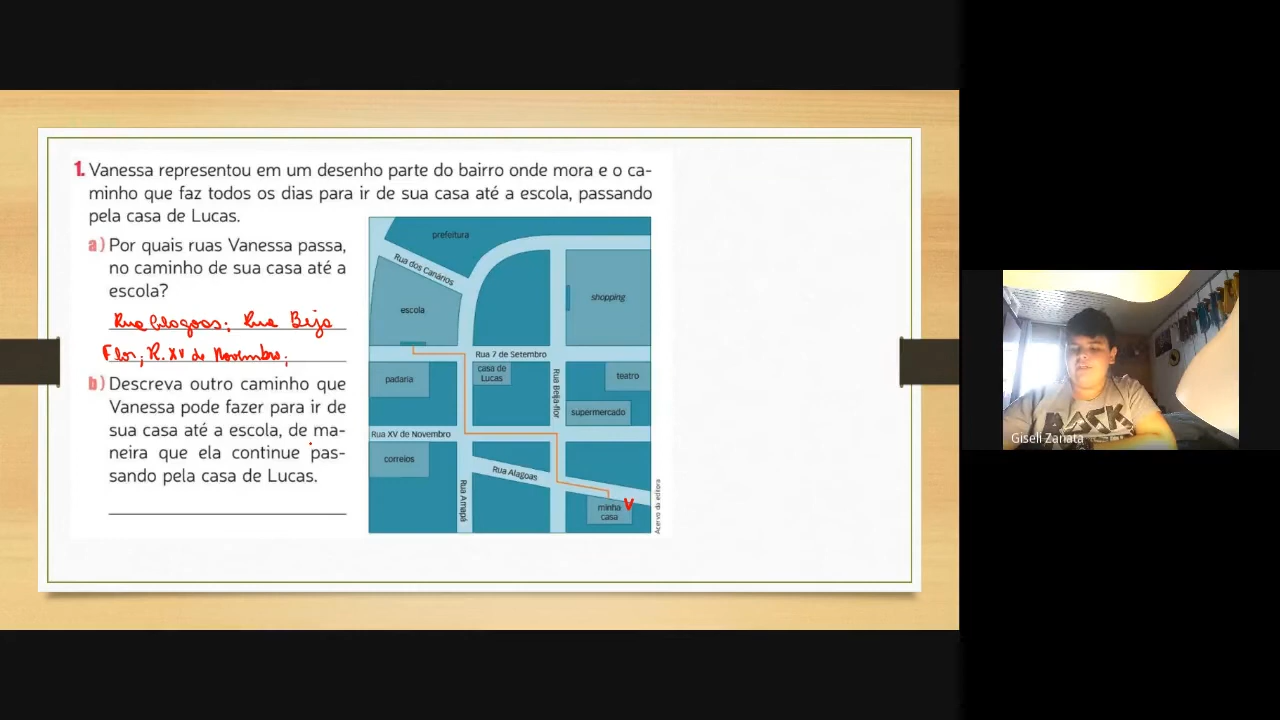 1. Vanessa representou em um desenho parte do bairro onde mora e o ca-
minho que faz todos os dias para ir de sua casa até a escola, passando
pela casa de Lucas.
a) Por quais ruas Vanessa passa,
no caminho de sua casa até a
escola?
Rua Alagoas; Rua Beija
Flor; R. XV de Novembro;
b) Descreva outro caminho que
Vanessa pode fazer para ir de
sua casa até a escola, de ma-
neira que ela continue pas-
sando pela casa de Lucas.
prefeitura
Rua dos Canários
escola
shopping
Rua 7 de Setembro
padaria
casa de
Lucas
Rua Beija-flor
teatro
supermercado
Rua XV de Novembro
correios
Rua Alagoas
Rua Amapá
minha
casa
V
Acervo da editora
BACK
Giseli Zanata